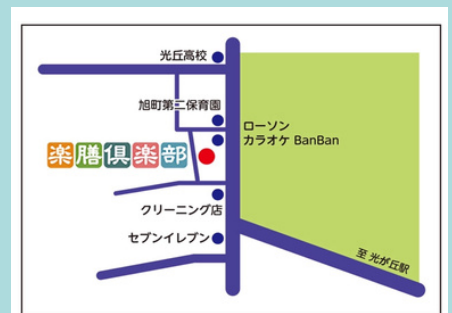 光丘高校
旭町第二保育園
ローソン
カラオケ BanBan
楽膳倶楽部
クリーニング店
セブンイレブン
至 光が丘駅